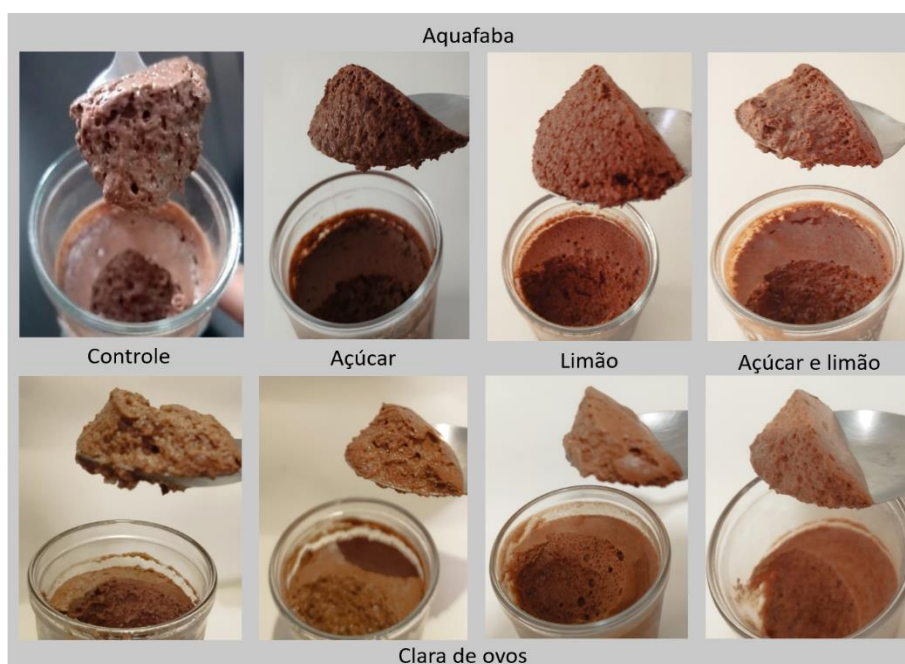 Aquafaba
Controle
Açúcar
Limão
Açúcar e limão
Clara de ovos